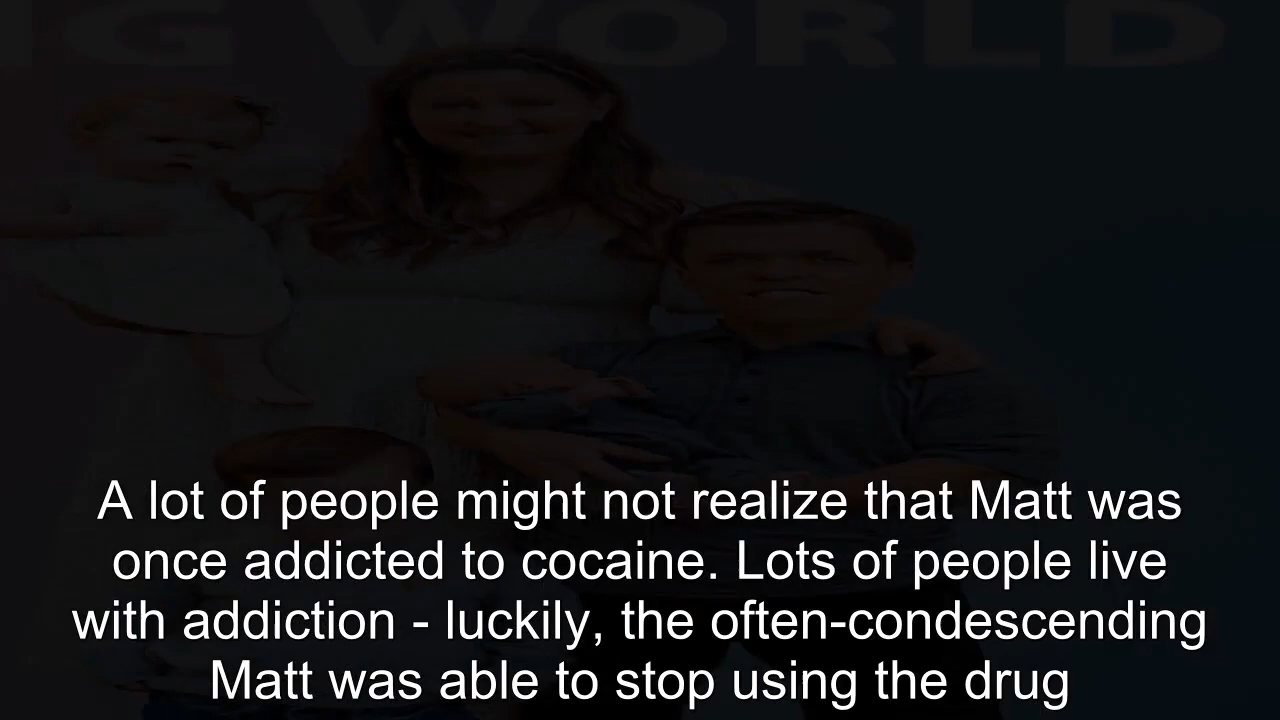 G WORLD
A lot of people might not realize that Matt was
once addicted to cocaine. Lots of people live
with addiction - luckily, the often-condescending
Matt was able to stop using the drug